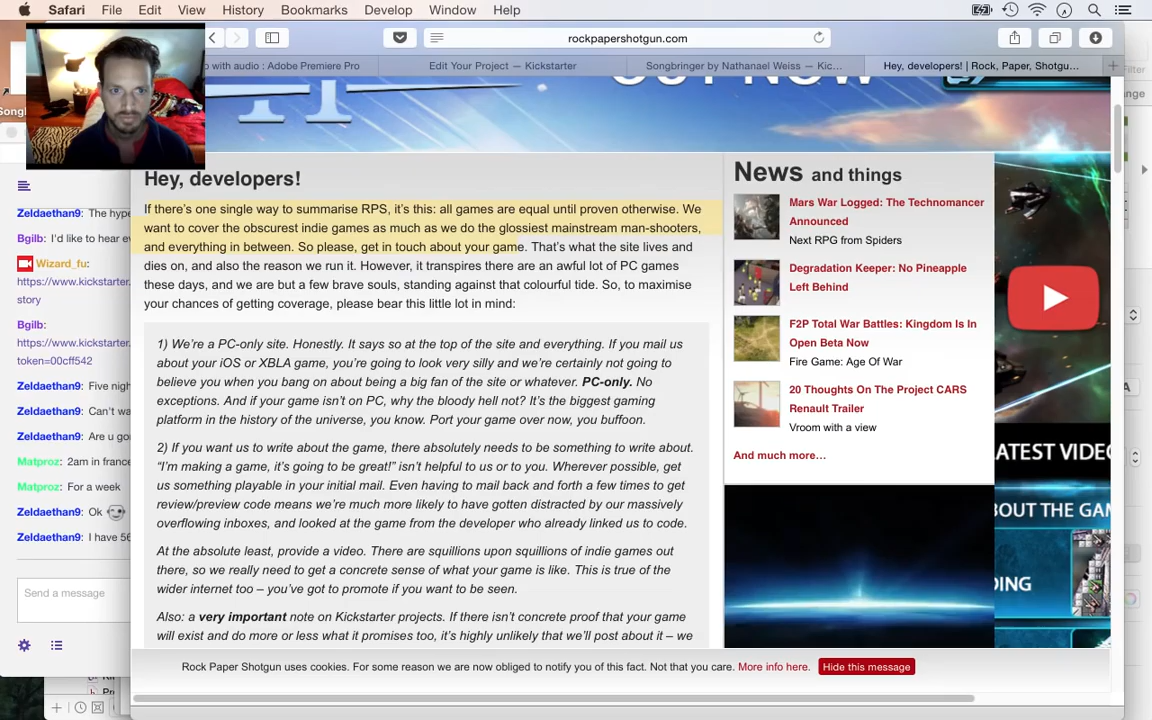 Safari File Edit View History Bookmarks Develop Window Help
rockpapershotgun.com
with audio : Adobe Premiere Pro
Edit Your Project — Kickstarter
Songbringer by Nathanael Weiss — Kic...
Hey, developers! | Rock, Paper, Shotgu...
OUT NOW
Hey, developers!
If there's one single way to summarise RPS, it's this: all games are equal until proven otherwise. We
want to cover the obscurest indie games as much as we do the glossiest mainstream man-shooters,
and everything in between. So please, get in touch about your game. That's what the site lives and
dies on, and also the reason we run it. However, it transpires there are an awful lot of PC games
these days, and we are but a few brave souls, standing against that colourful tide. So, to maximise
your chances of getting coverage, please bear this little lot in mind:
1) We're a PC-only site. Honestly. It says so at the top of the site and everything. If you mail us
about your iOS or XBLA game, you're going to look very silly and we're certainly not going to
believe you when you bang on about being a big fan of the site or whatever. PC-only. No
exceptions. And if your game isn't on PC, why the bloody hell not? It's the biggest gaming
platform in the history of the universe, you know. Port your game over now, you buffoon.
2) If you want us to write about the game, there absolutely needs to be something to write about.
"I'm making a game, it's going to be great!" isn't helpful to us or to you. Wherever possible, get
us something playable in your initial mail. Even having to mail back and forth a few times to get
review/preview code means we're much more likely to have gotten distracted by our massively
overflowing inboxes, and looked at the game from the developer who already linked us to code.
At the absolute least, provide a video. There are squillions upon squillions of indie games out
there, so we really need to get a concrete sense of what your game is like. This is true of the
wider internet too – you've got to promote if you want to be seen.
Also: a very important note on Kickstarter projects. If there isn't concrete proof that your game
will exist and do more or less what it promises too, it's highly unlikely that we'll post about it – we
News and things
Mars War Logged: The Technomancer
Announced
Next RPG from Spiders
Degradation Keeper: No Pineapple
Left Behind
F2P Total War Battles: Kingdom Is In
Open Beta Now
Fire Game: Age Of War
20 Thoughts On The Project CARS
Renault Trailer
Vroom with a view
And much more...
ATEST VIDEO
BOUT THE GAM
DING
Rock Paper Shotgun uses cookies. For some reason we are now obliged to notify you of this fact. Not that you care. More info here. Hide this message
Zeldaethan9: The hype
Bgilb: I'd like to hear
Wizard_fu:
https://www.kickstarter.
story
Bgilb:
https://www.kickstarter.
token=00cff542
Zeldaethan9: Five nigh
Zeldaethan9: Can't wa
Zeldaethan9: Are u go
Matproz: 2am in france
Matproz: For a week
Zeldaethan9: Ok
Zeldaethan9: I have 56
Send a message
Filter
ange